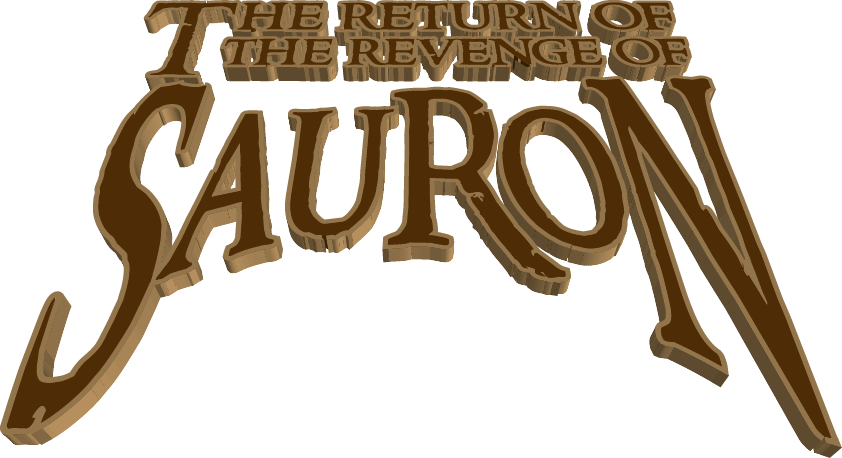 THE RETURN OF
THE REVENGE OF
SAURON